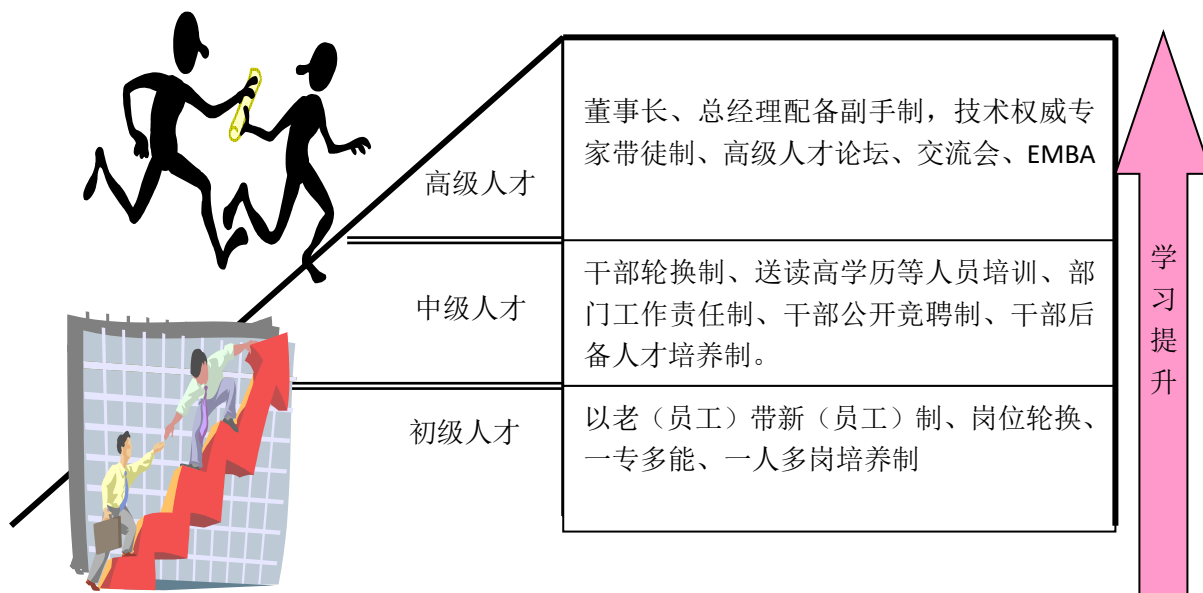 高级人才
董事长、总经理配备副手制，技术权威专
家带徒制、高级人才论坛、交流会、EMBA
中级人才
干部轮换制、送读高学历等人员培训、部
门工作责任制、干部公开竞聘制、干部后
备人才培养制。
初级人才
以老（员工）带新（员工）制、岗位轮换、
一专多能、一人多岗培养制
学
习
提
升